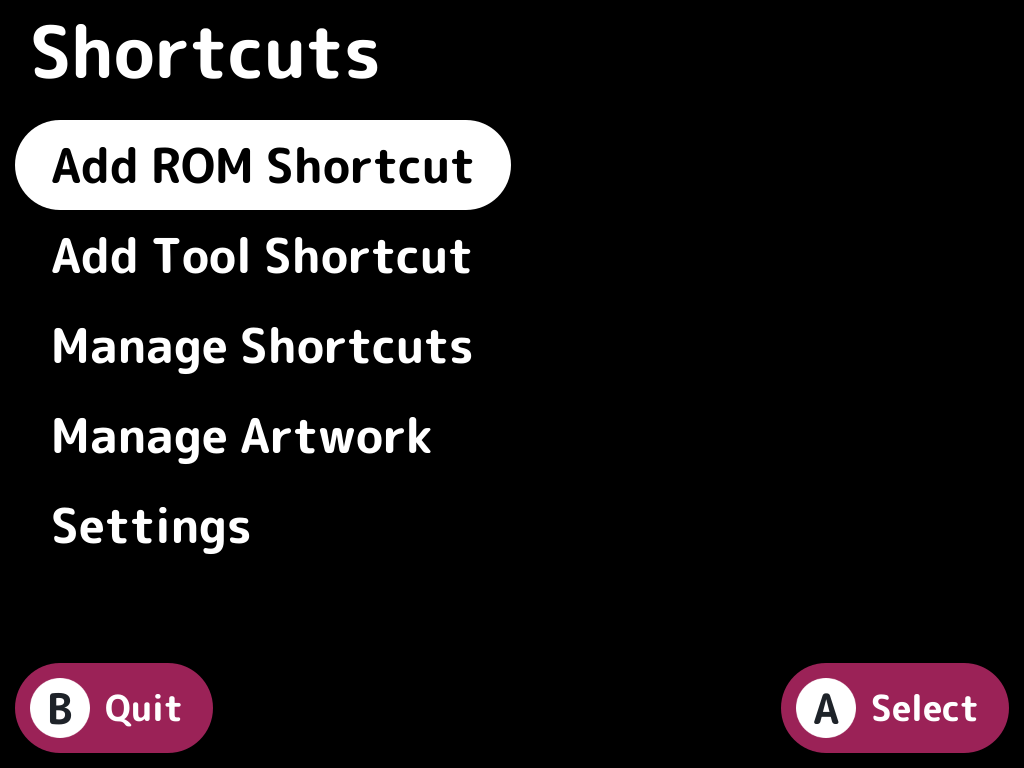 Shortcuts
Add ROM Shortcut
Add Tool Shortcut
Manage Shortcuts
Manage Artwork
Settings
B Quit
A Select